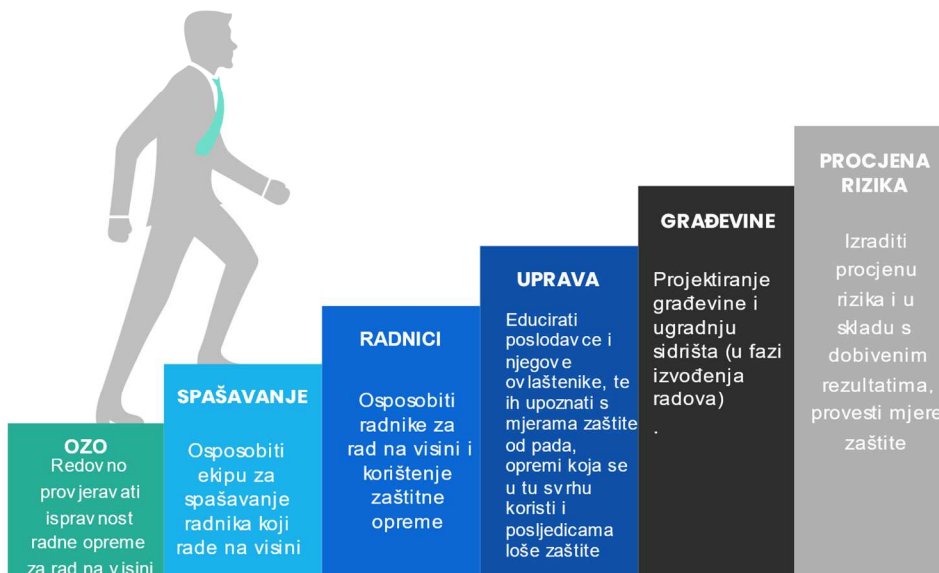 OZO
Redovno
provjeravati
ispravnost
radne opreme
za rad na visini
SPAŠAVANJE
Osposobiti
ekipu za
spašavanje
radnika koji
rade na visini
RADNICI
Osposobiti
radnike za
rad na visini i
korištenje
zaštitne
opreme
UPRAVA
Educirati
poslodavce i
njegove
ovlaštenike, te
ih upoznati s
mjerama zaštite
od pada,
opremi koja se
u tu svrhu
koristi i
posljedicama
loše zaštite
GRAĐEVINE
Projektiranje
građevine i
ugradnju
sidrišta (u fazi
izvođenja
radova)
.
PROCJENA
RIZIKA
Izraditi
procjenu
rizika i u
skladu s
dobivenim
rezultatima,
provesti mjere
zaštite